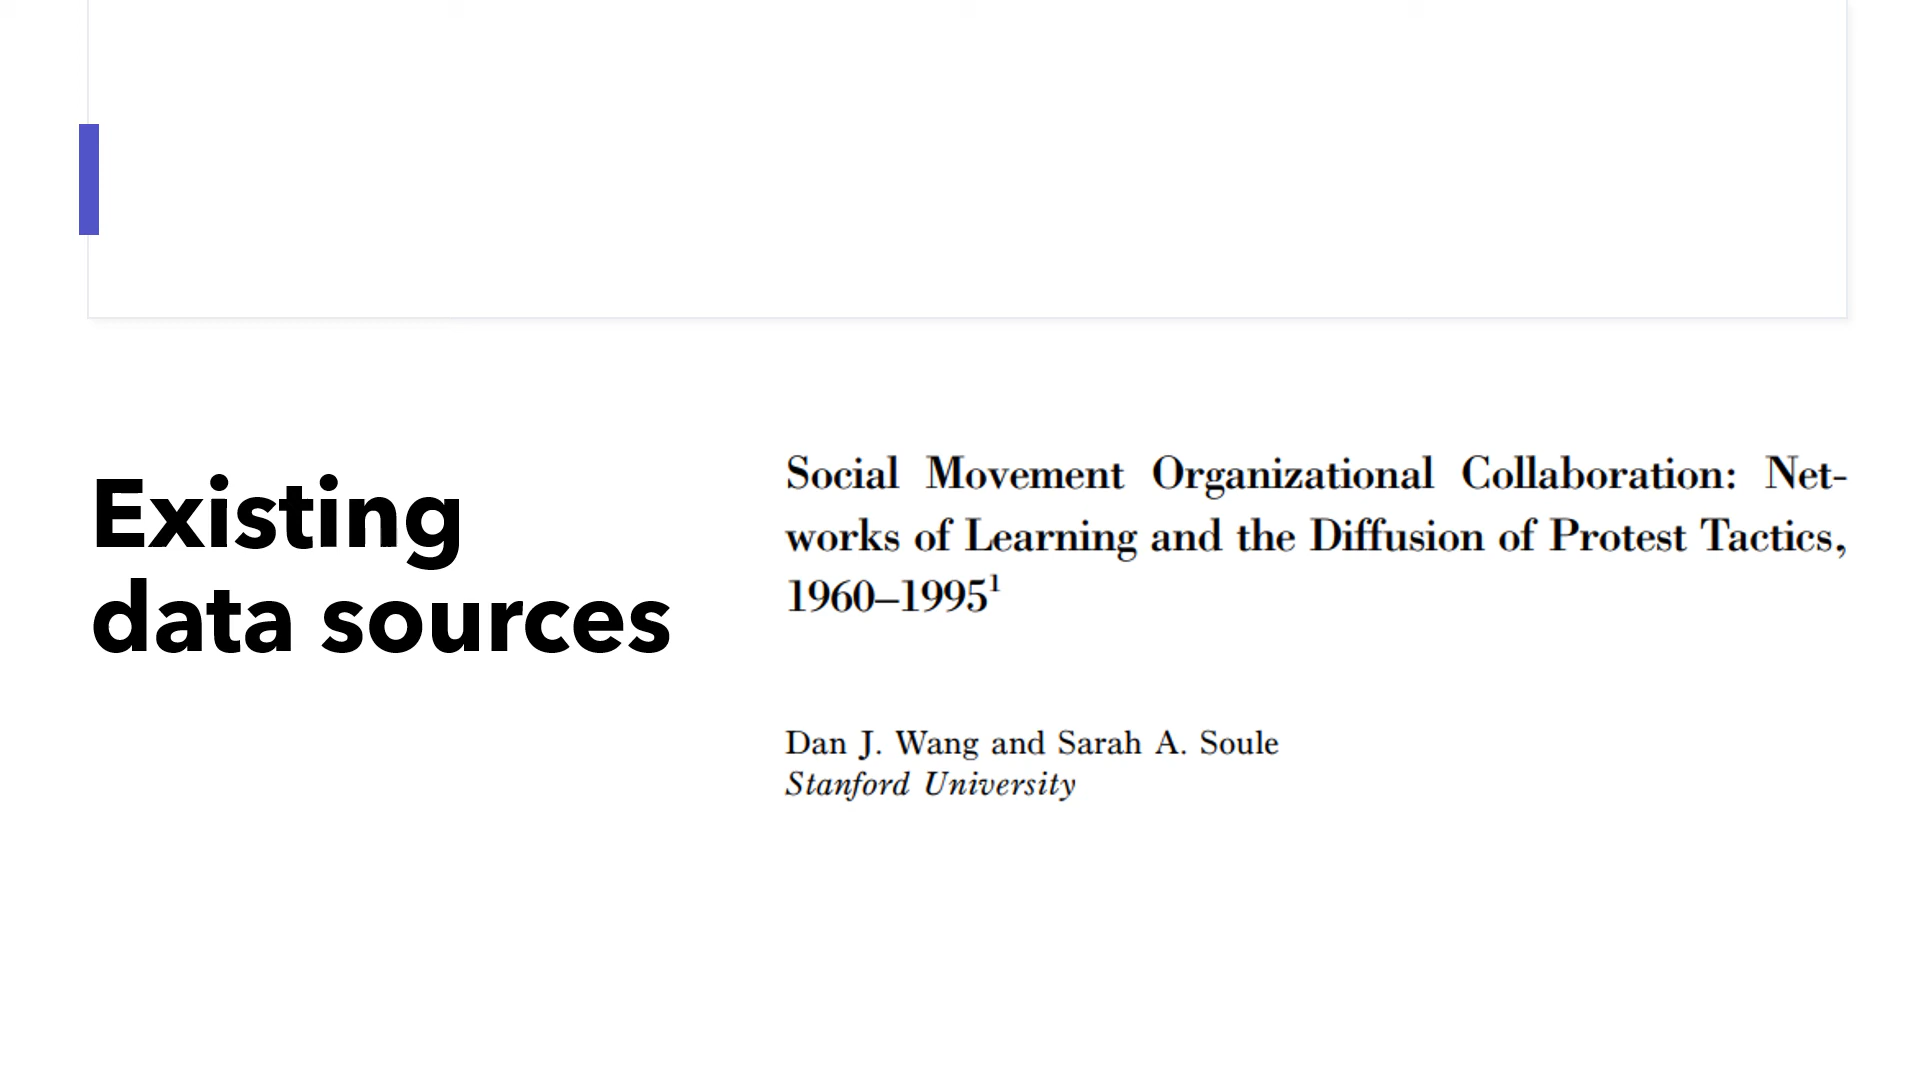 Existing
data sources
Social Movement Organizational Collaboration: Net-
works of Learning and the Diffusion of Protest Tactics,
1960–1995¹
Dan J. Wang and Sarah A. Soule
Stanford University